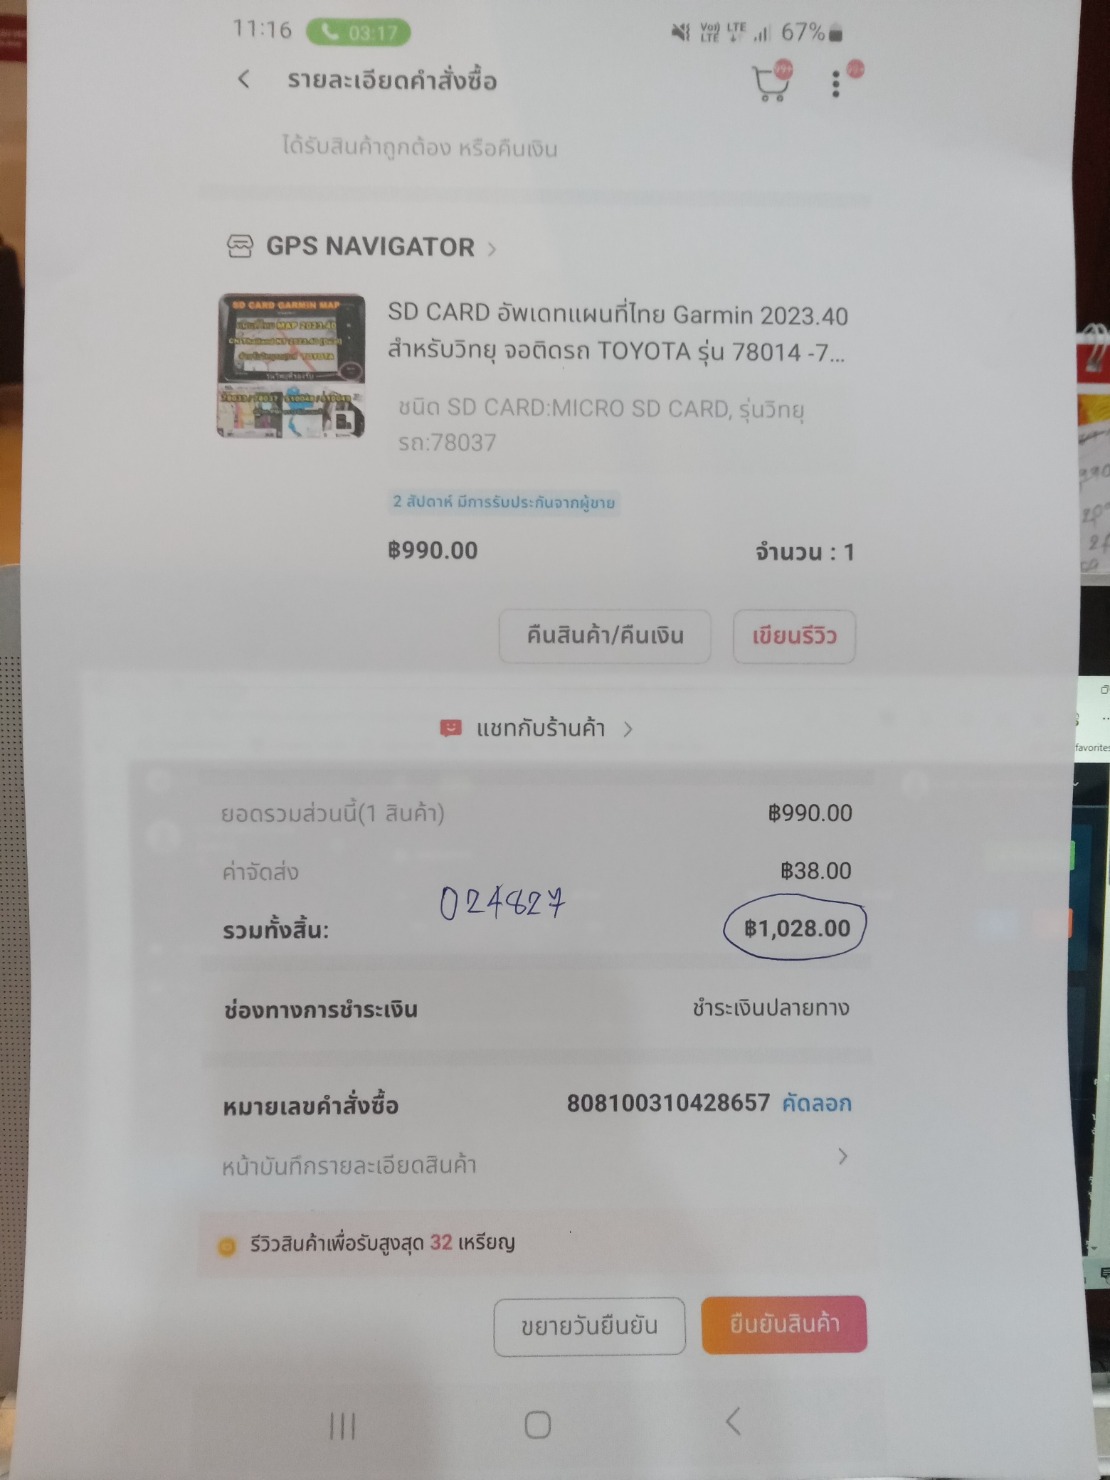 11:16 03:17 Voi) LTE LTE 67%
รายละเอียดคำสั่งซื้อ
ได้รับสินค้าถูกต้อง หรือคืนเงิน
GPS NAVIGATOR
SD CARD GARMIN MAP
SD CARD อัพเดทแผนที่ไทย Garmin 2023.40
สำหรับวิทยุ จอติดรถ TOYOTA รุ่น 78014 -7...
ชนิด SD CARD:MICRO SD CARD, รุ่นวิทยุ
รถ:78037
2 สัปดาห์ มีการรับประกันจากผู้ขาย
฿990.00 จำนวน : 1
คืนสินค้า/คืนเงิน เขียนรีวิว
แชทกับร้านค้า
ยอดรวมส่วนนี้(1 สินค้า) ฿990.00
ค่าจัดส่ง ฿38.00
024827
รวมทั้งสิ้น: ฿1,028.00
ช่องทางการชำระเงิน ชำระเงินปลายทาง
หมายเลขคำสั่งซื้อ 808100310428657 คัดลอก
หน้าบันทึกรายละเอียดสินค้า
รีวิวสินค้าเพื่อรับสูงสุด 32 เหรียญ
ขยายวันยืนยัน ยืนยันสินค้า
favorites